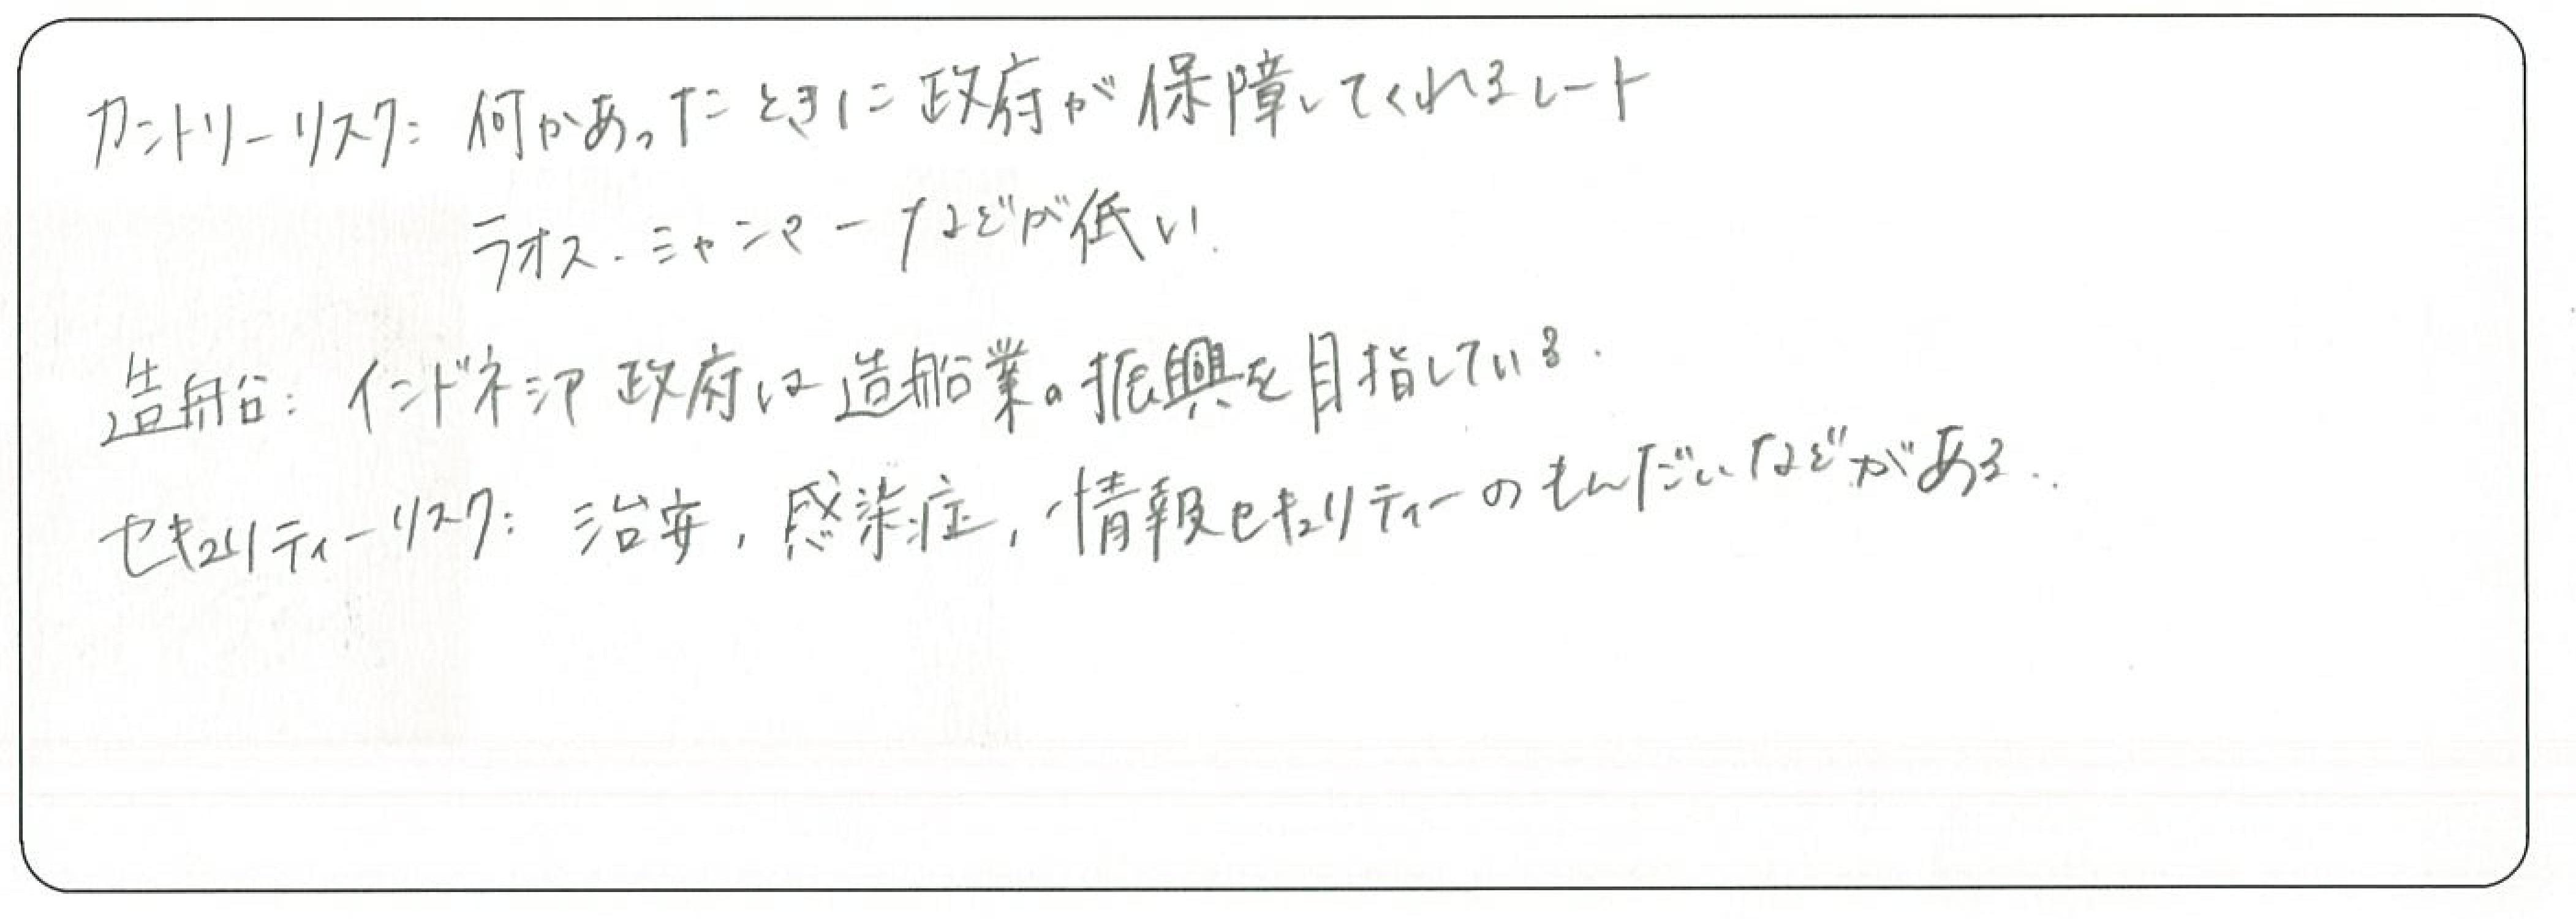 カントリーリスク: 何かあったときに政府が保障してくれるレート
ラオス.ミャンマーなどが低い.
造船: インドネシア政府は造船業の振興を目指している.
セキュリティーリスク: 治安, 感染症, 情報セキュリティーのもんだいなどがある.